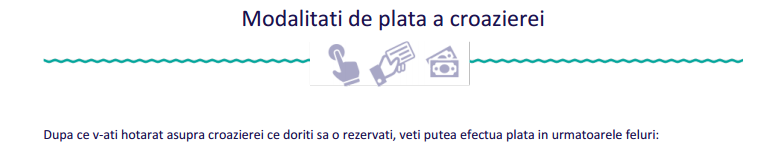 Modalitati de plata a croazierei
Dupa ce v-ati hotarat asupra croazierei ce doriti sa o rezervati, veti putea efectua plata in urmatoarele feluri: